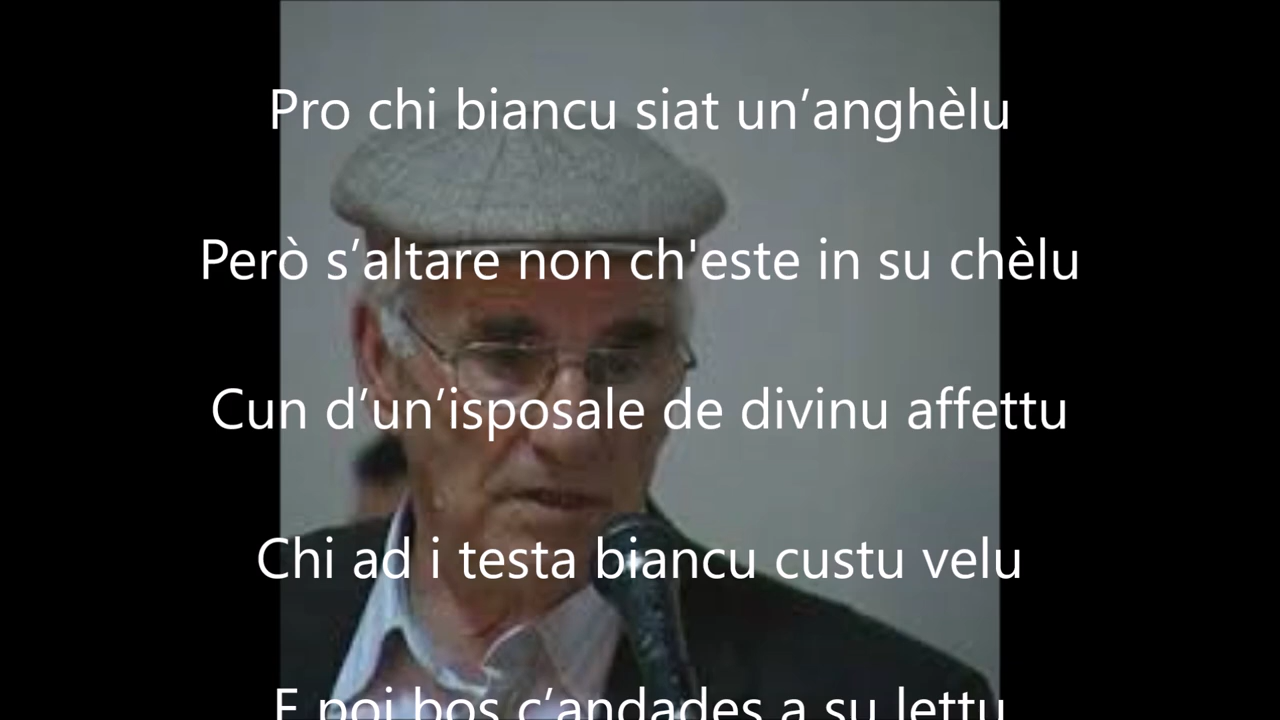 Pro chi biancu siat un’anghèlu
Però s’altare non ch'este in su chèlu
Cun d’un’isposale de divinu affettu
Chi ad i testa biancu custu velu
E poi bos c’andades a su lettu